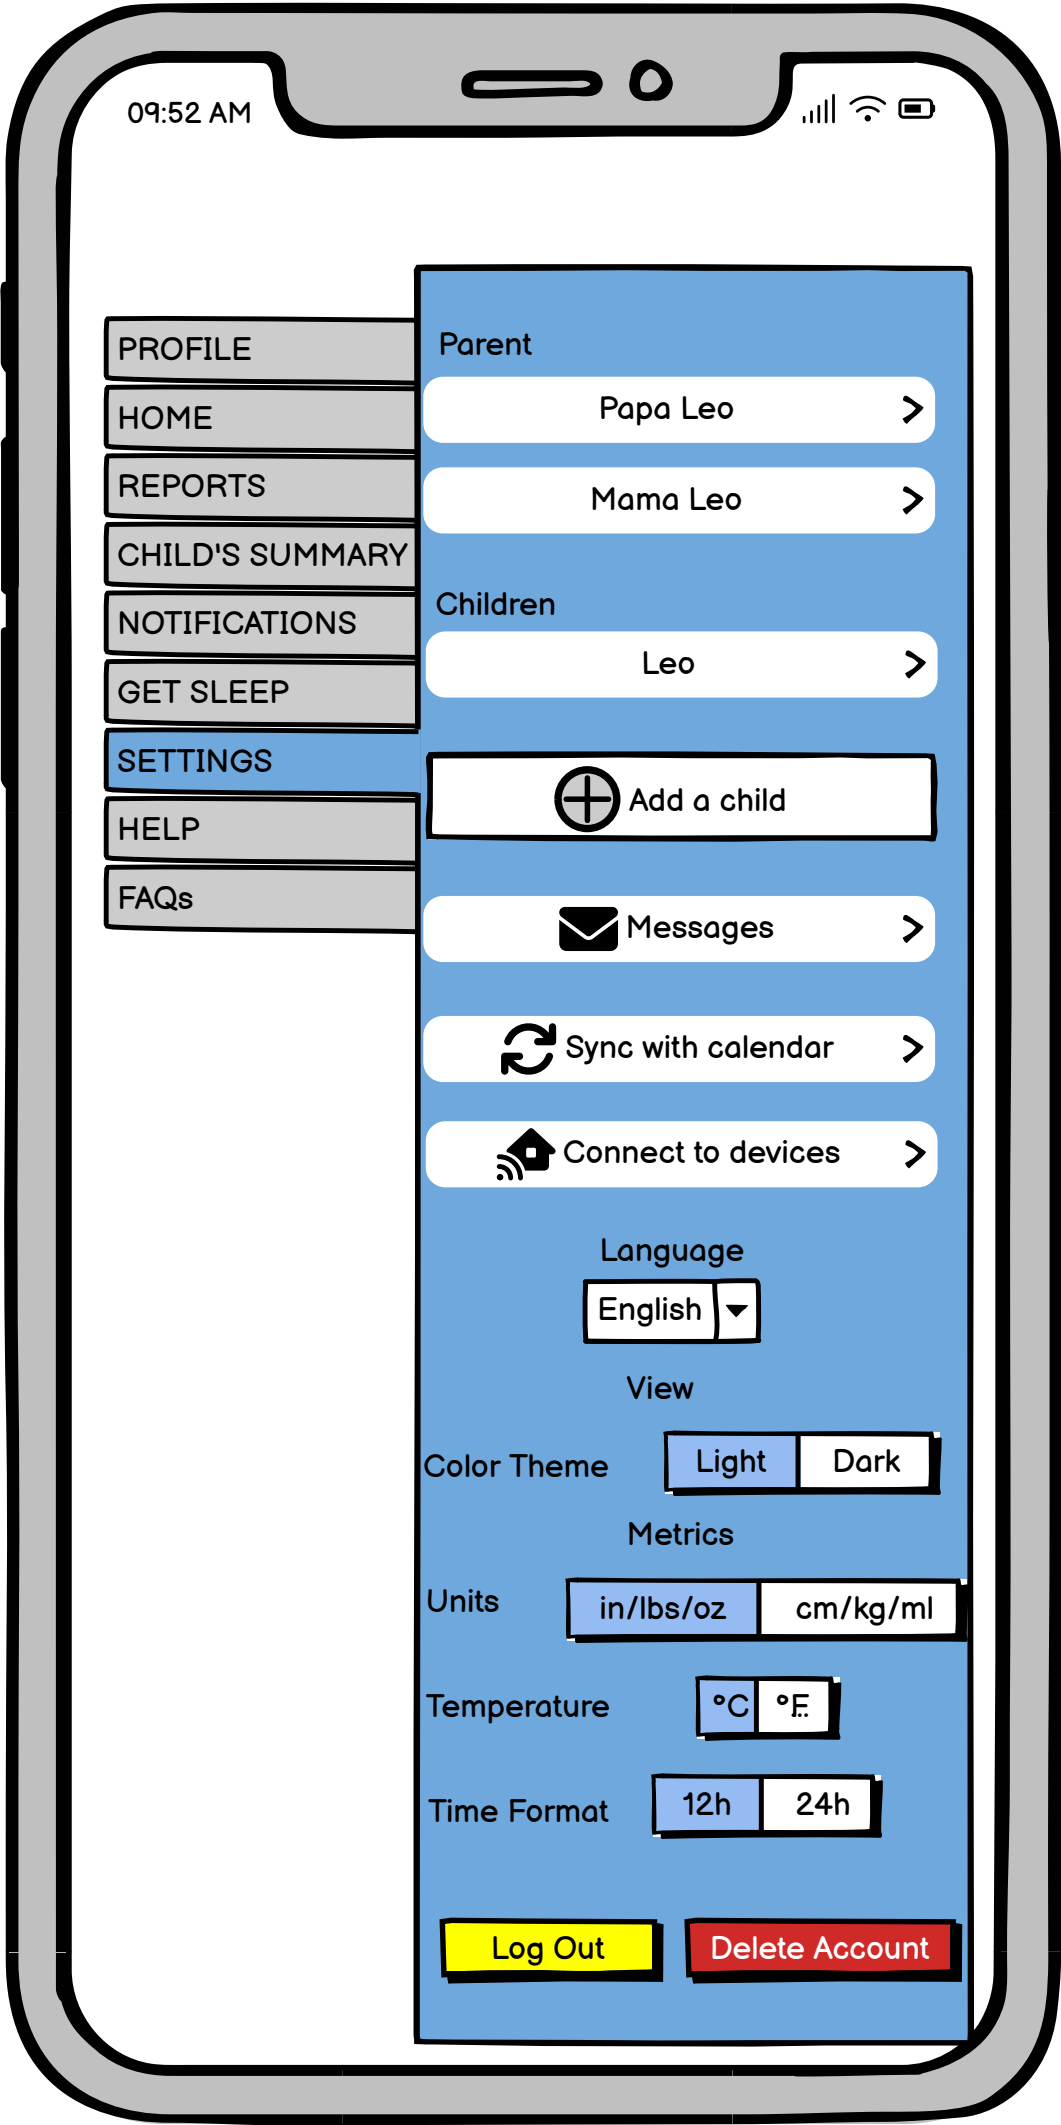 09:52 AM
PROFILE
HOME
REPORTS
CHILD'S SUMMARY
NOTIFICATIONS
GET SLEEP
SETTINGS
HELP
FAQs
Parent
Papa Leo
Mama Leo
Children
Leo
Add a child
Messages
Sync with calendar
Connect to devices
Language
English
View
Color Theme
Light Dark
Metrics
Units
in/lbs/oz cm/kg/ml
Temperature
°C °F..
Time Format
12h 24h
Log Out Delete Account